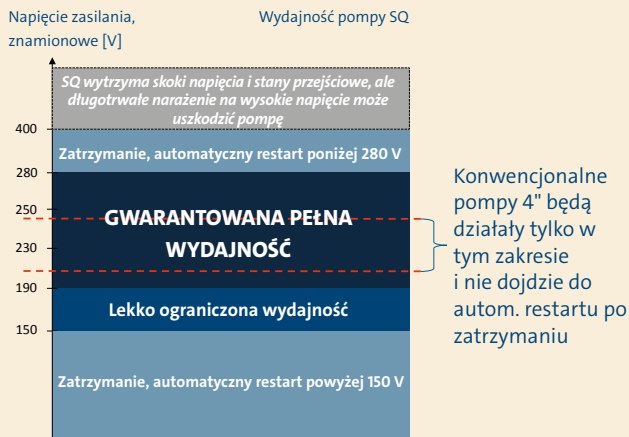 Napięcie zasilania,
znamionowe [V]
Wydajność pompy SQ
SQ wytrzyma skoki napięcia i stany przejściowe, ale
długotrwałe narażenie na wysokie napięcie może
uszkodzić pompę
400
Zatrzymanie, automatyczny restart poniżej 280 V
280
250
GWARANTOWANA PEŁNA
WYDAJNOŚĆ
230
190
Lekko ograniczona wydajność
150
Zatrzymanie, automatyczny restart powyżej 150 V
Konwencjonalne
pompy 4" będą
działały tylko w
tym zakresie
i nie dojdzie do
autom. restartu po
zatrzymaniu